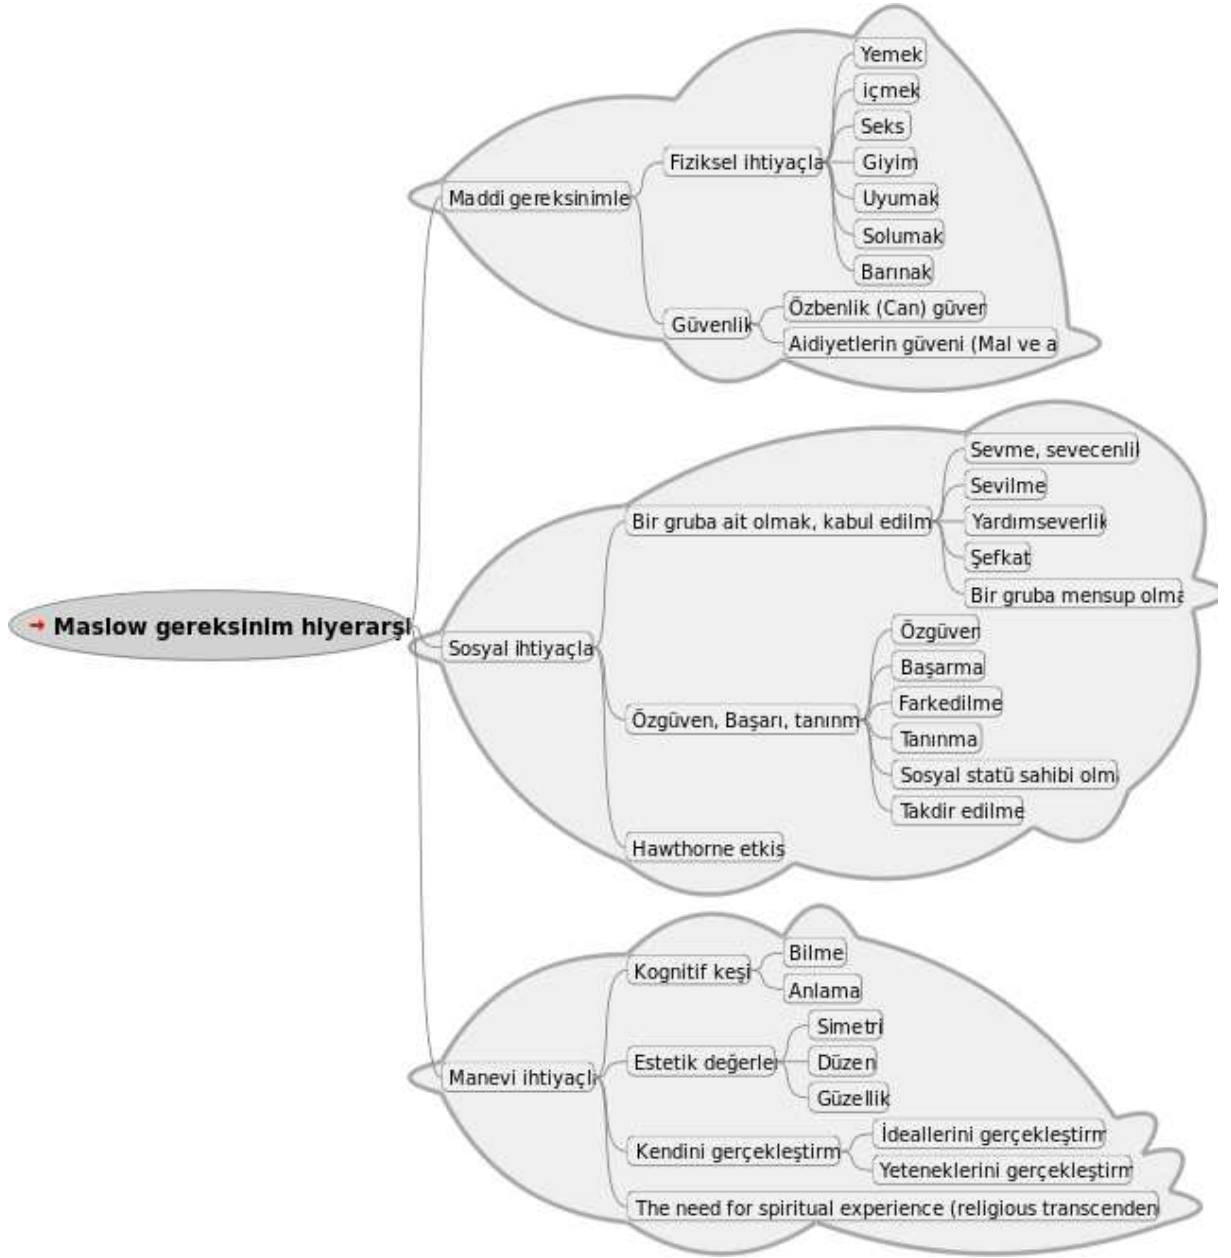 Maslow gereksinim hiyerarşi
Maddi gereksinimle
Fiziksel ihtiyaçla
Yemek
içmek
Seks
Giyim
Uyumak
Solumak
Barınak
Güvenlik
Özbenlik (Can) güven
Aidiyetlerin güveni (Mal ve a
Sosyal ihtiyaçla
Bir gruba ait olmak, kabul edilm
Sevme, sevecenlik
Sevilme
Yardımseverlik
Şefkat
Bir gruba mensup olma
Özgüven, Başarı, tanınm
Özgüven
Başarma
Farkedilme
Tanınma
Sosyal statü sahibi olm
Takdir edilme
Hawthorne etkis
Manevi ihtiyaçla
Kognitif keşi
Bilme
Anlama
Estetik değerle
Simetri
Düzen
Güzellik
Kendini gerçekleştirm
İdeallerini gerçekleştirm
Yeteneklerini gerçekleştirm
The need for spiritual experience (religious transcenden